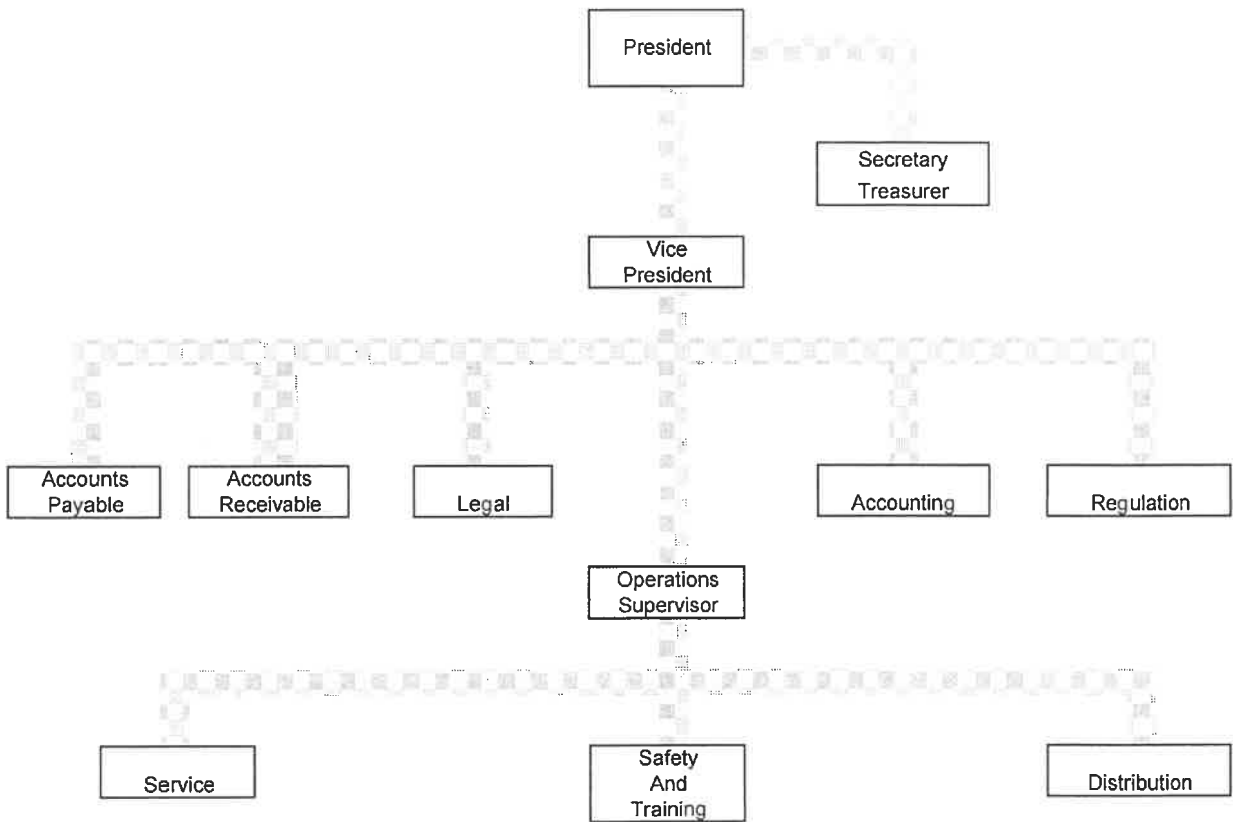 President
Secretary
Treasurer
Vice
President
Accounts
Payable
Accounts
Receivable
Legal
Accounting
Regulation
Operations
Supervisor
Service
Safety
And
Training
Distribution